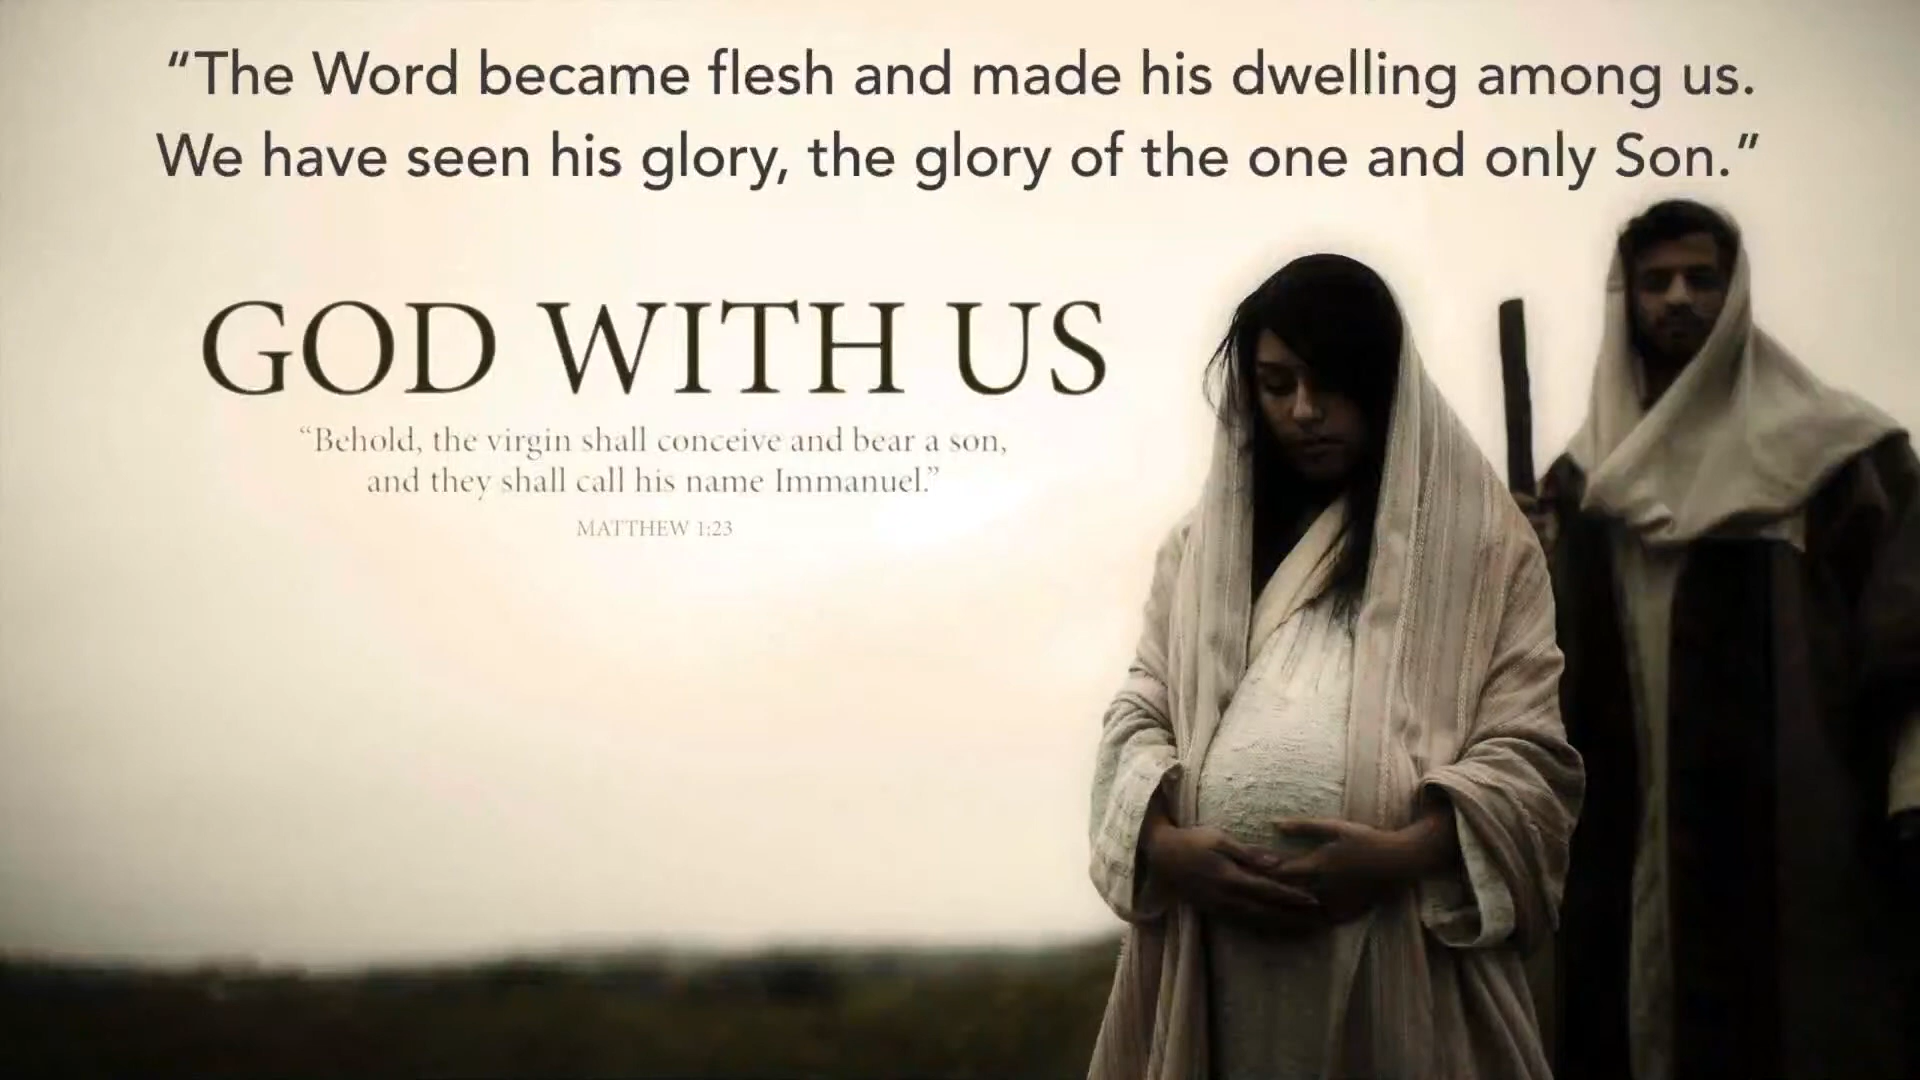 “The Word became flesh and made his dwelling among us.
We have seen his glory, the glory of the one and only Son.”
GOD WITH US
“Behold, the virgin shall conceive and bear a son,
and they shall call his name Immanuel.”
MATTHEW 1:23